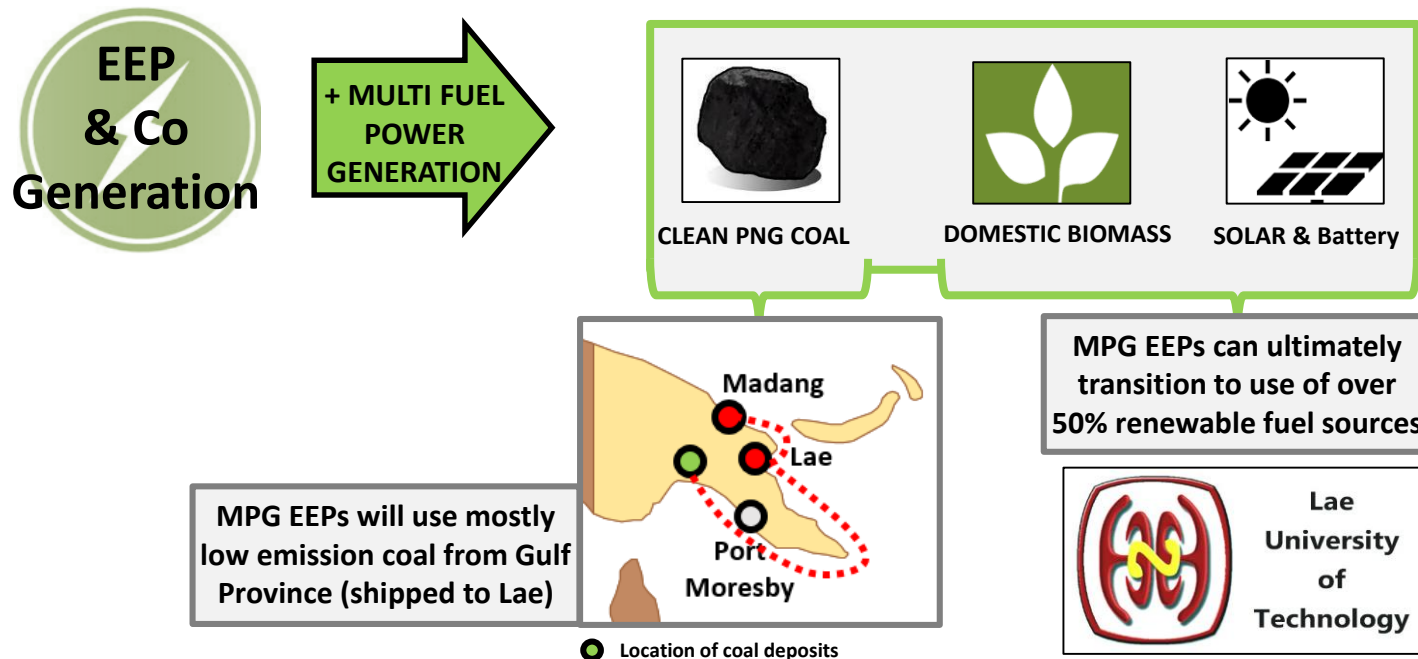 EEP
& Co
Generation
+ MULTI FUEL
POWER
GENERATION
CLEAN PNG COAL
DOMESTIC BIOMASS
SOLAR & Battery
Madang
Lae
Port
Moresby
MPG EEPs will use mostly
low emission coal from Gulf
Province (shipped to Lae)
Location of coal deposits
MPG EEPs can ultimately
transition to use of over
50% renewable fuel sources
Lae
University
of
Technology